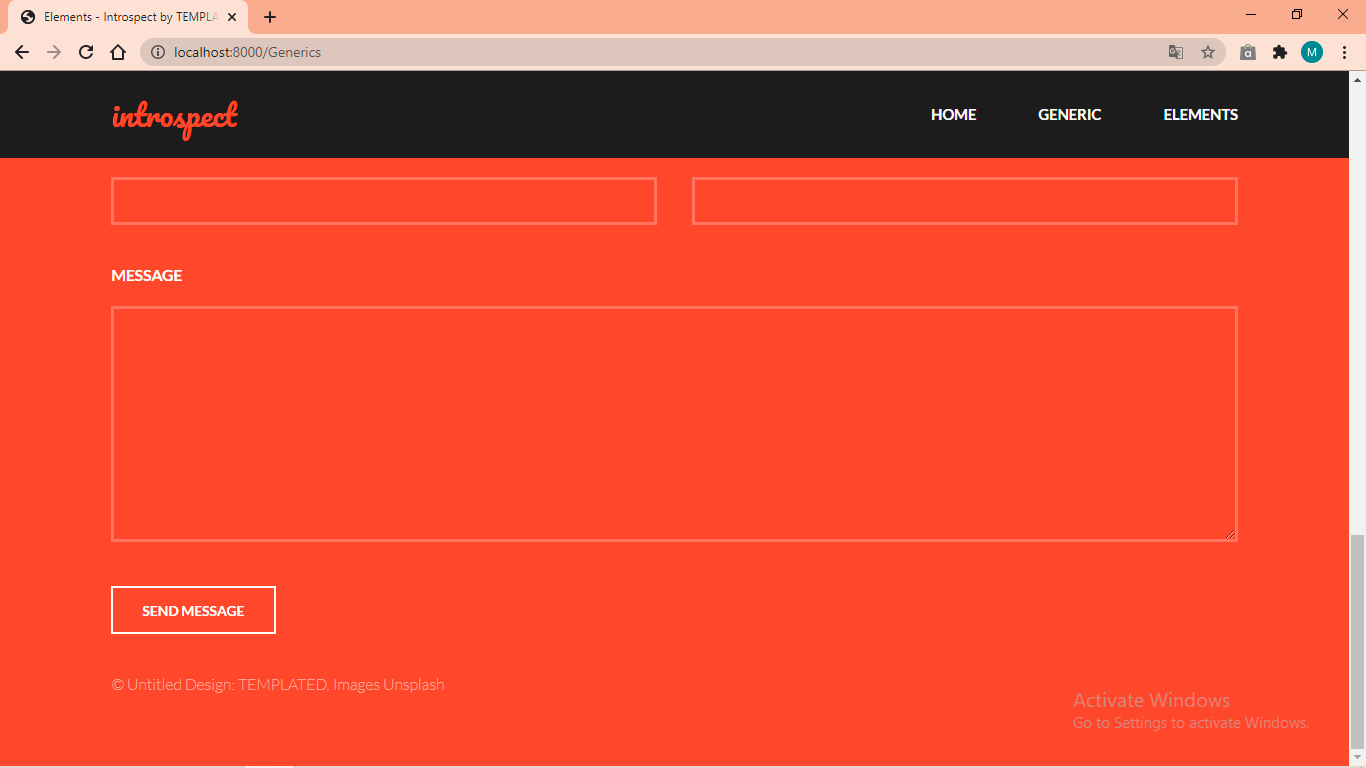 Elements - Introspect by TEMPLA
localhost:8000/Generics
M
introspect
HOME
GENERIC
ELEMENTS
MESSAGE
SEND MESSAGE
© Untitled Design: TEMPLATED. Images Unsplash
Activate Windows
Go to Settings to activate Windows.